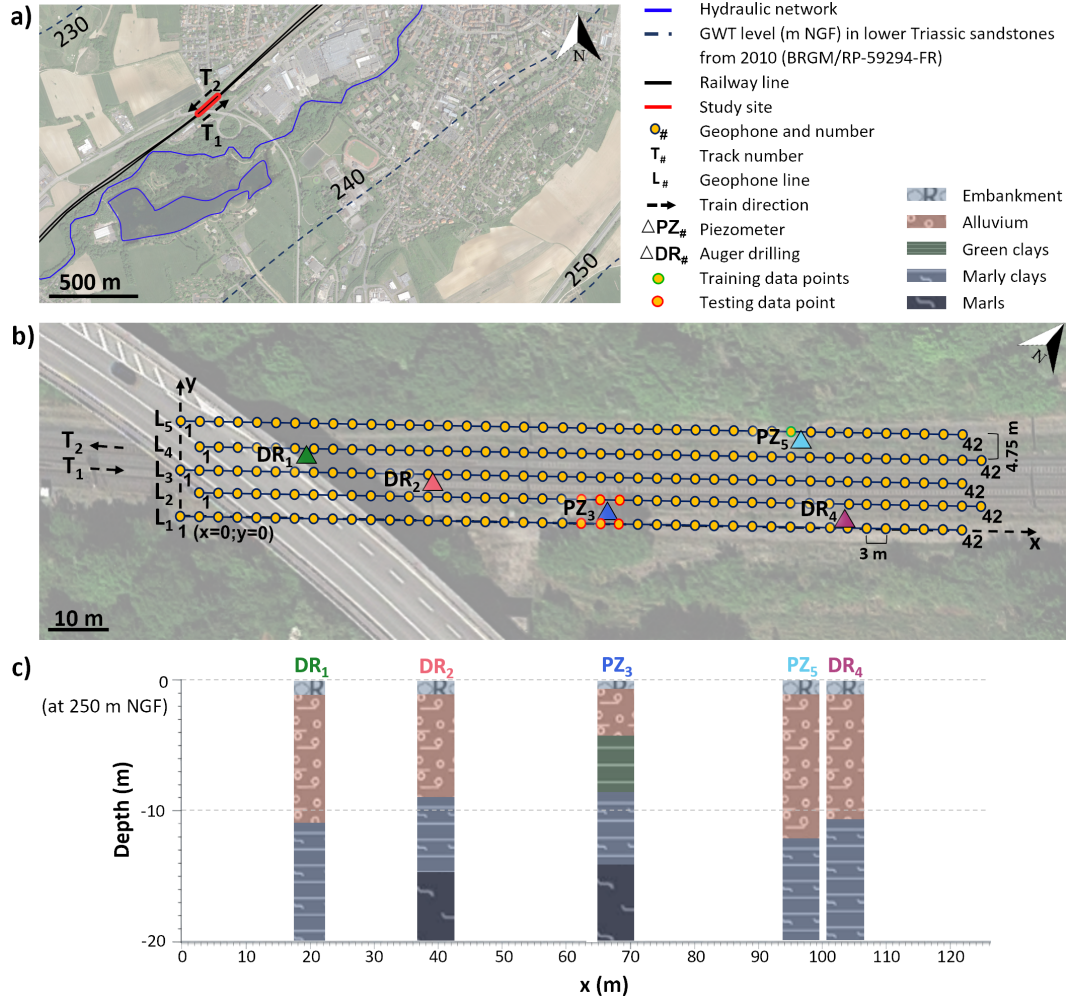 a)
230
T2
T1
240
250
500 m
N
Hydraulic network
GWT level (m NGF) in lower Triassic sandstones
from 2010 (BRGM/RP-59294-FR)
Railway line
Study site
# Geophone and number
T# Track number
L# Geophone line
Train direction
PZ# Piezometer
DR# Auger drilling
Training data points
Testing data point
R Embankment
Alluvium
Green clays
Marly clays
Marls
b)
N
y
L5 1 42
L4 1 42
L3 1 42
L2 1 42
L1 1 (x=0;y=0) 42
T2
T1
DR1
DR2
PZ3
PZ5
DR4
4.75 m
3 m
x
10 m
c)
DR1 DR2 PZ3 PZ5 DR4
0
(at 250 m NGF)
R R R R R
-10
Depth (m)
-20
0 10 20 30 40 50 60 70 80 90 100 110 120
x (m)